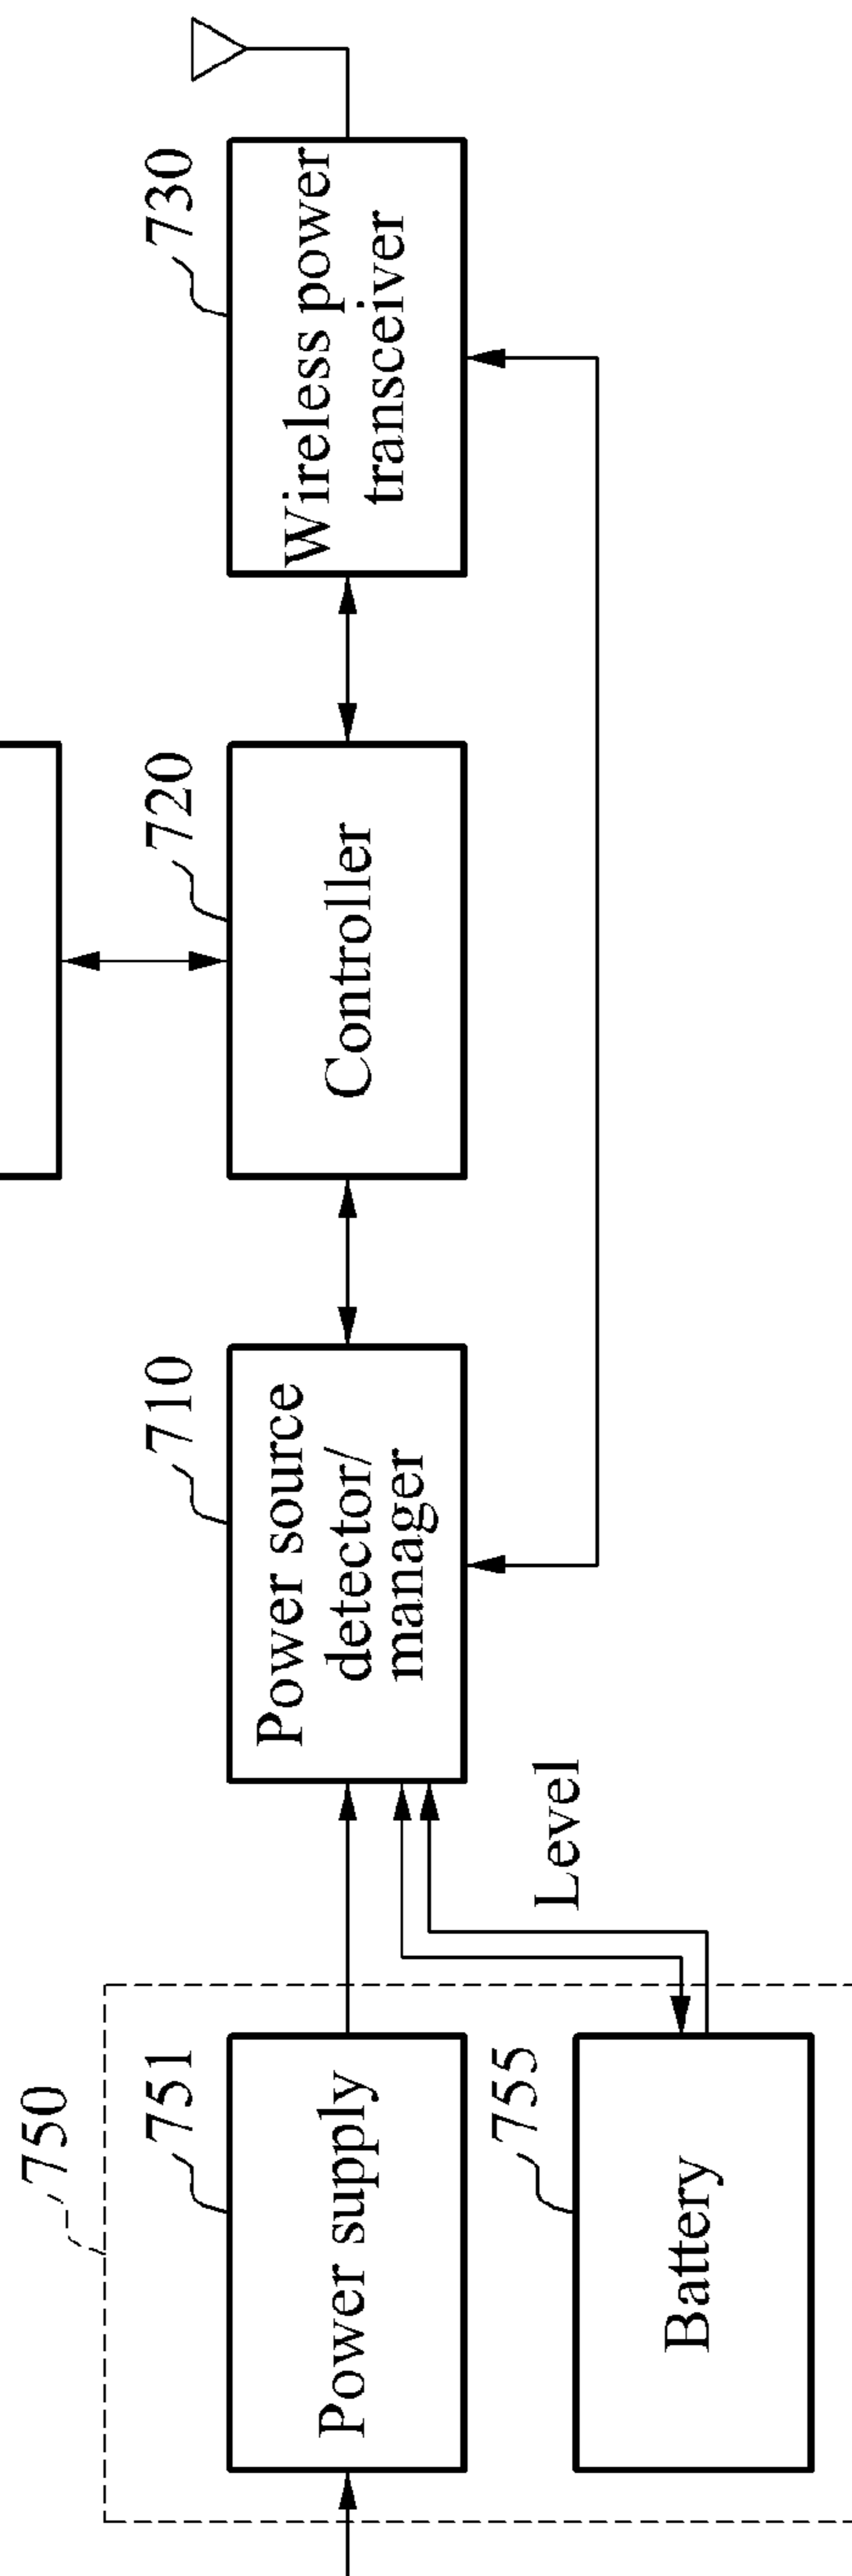 750
751
Power supply
755
Battery
Level
710
Power source
detector/
manager
720
Controller
730
Wireless power
transceiver